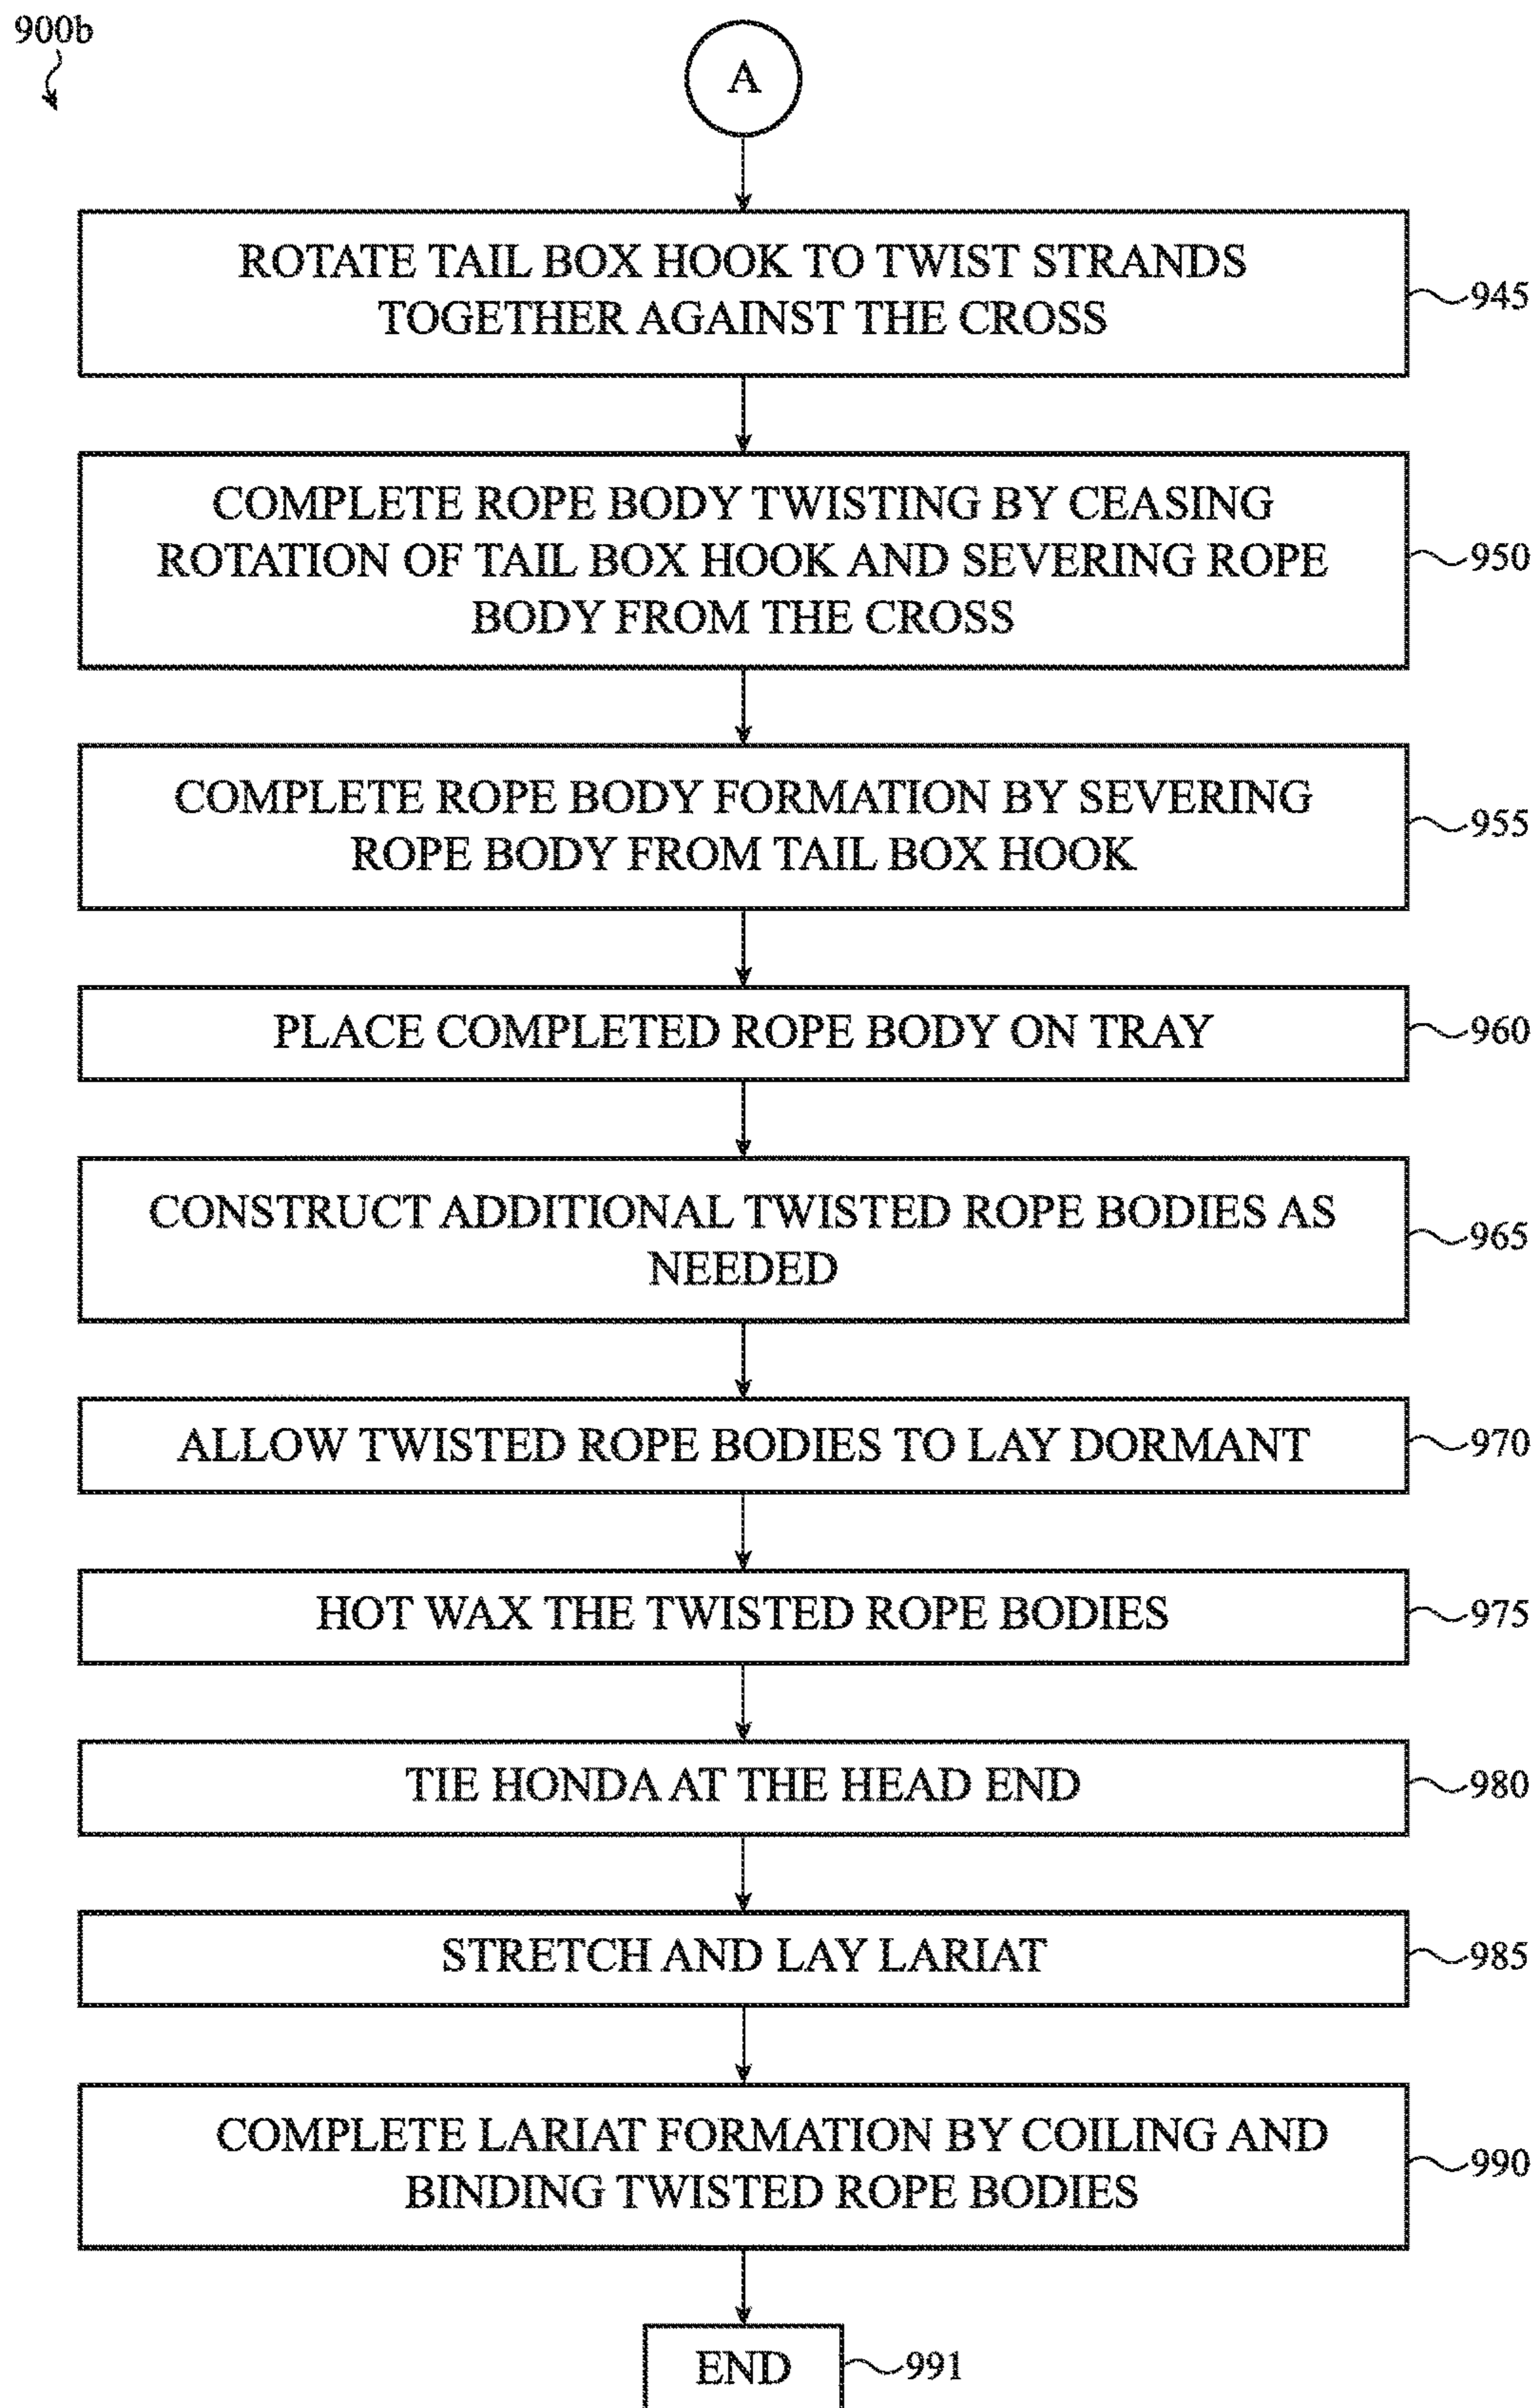 900b
A
ROTATE TAIL BOX HOOK TO TWIST STRANDS
TOGETHER AGAINST THE CROSS
945
COMPLETE ROPE BODY TWISTING BY CEASING
ROTATION OF TAIL BOX HOOK AND SEVERING ROPE
BODY FROM THE CROSS
950
COMPLETE ROPE BODY FORMATION BY SEVERING
ROPE BODY FROM TAIL BOX HOOK
955
PLACE COMPLETED ROPE BODY ON TRAY
960
CONSTRUCT ADDITIONAL TWISTED ROPE BODIES AS
NEEDED
965
ALLOW TWISTED ROPE BODIES TO LAY DORMANT
970
HOT WAX THE TWISTED ROPE BODIES
975
TIE HONDA AT THE HEAD END
980
STRETCH AND LAY LARIAT
985
COMPLETE LARIAT FORMATION BY COILING AND
BINDING TWISTED ROPE BODIES
990
END
991